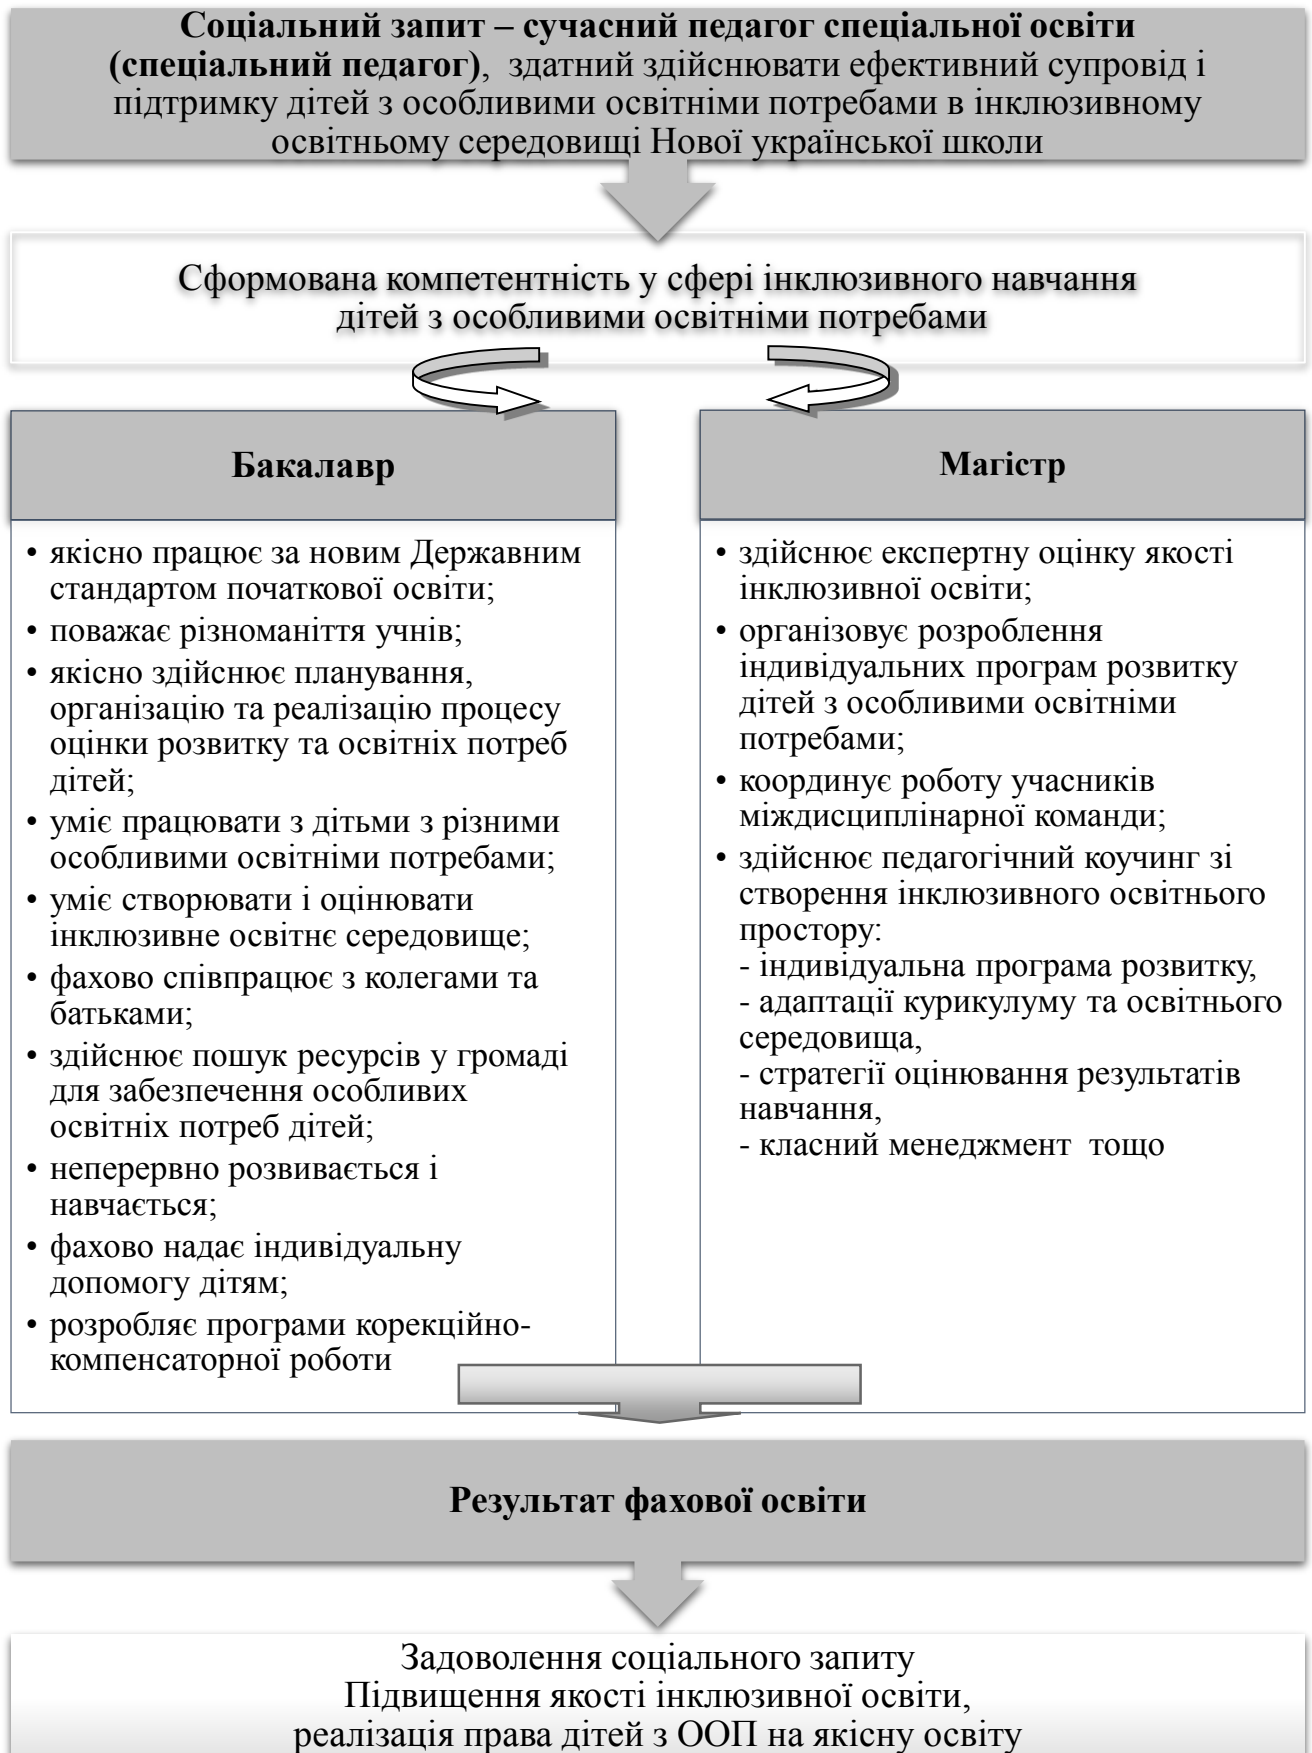 Соціальний запит – сучасний педагог спеціальної освіти
(спеціальний педагог), здатний здійснювати ефективний супровід і
підтримку дітей з особливими освітніми потребами в інклюзивному
освітньому середовищі Нової української школи
Сформована компетентність у сфері інклюзивного навчання
дітей з особливими освітніми потребами
Бакалавр
• якісно працює за новим Державним
стандартом початкової освіти;
• поважає різноманіття учнів;
• якісно здійснює планування,
організацію та реалізацію процесу
оцінки розвитку та освітніх потреб
дітей;
• уміє працювати з дітьми з різними
особливими освітніми потребами;
• уміє створювати і оцінювати
інклюзивне освітнє середовище;
• фахово співпрацює з колегами та
батьками;
• здійснює пошук ресурсів у громаді
для забезпечення особливих
освітніх потреб дітей;
• неперервно розвивається і
навчається;
• фахово надає індивідуальну
допомогу дітям;
• розробляє програми корекційно-
компенсаторної роботи
Магістр
• здійснює експертну оцінку якості
інклюзивної освіти;
• організовує розроблення
індивідуальних програм розвитку
дітей з особливими освітніми
потребами;
• координує роботу учасників
міждисциплінарної команди;
• здійснює педагогічний коучинг зі
створення інклюзивного освітнього
простору:
- індивідуальна програма розвитку,
- адаптації курикулуму та освітнього
середовища,
- стратегії оцінювання результатів
навчання,
- класний менеджмент тощо
Результат фахової освіти
Задоволення соціального запиту
Підвищення якості інклюзивної освіти,
реалізація права дітей з ООП на якісну освіту